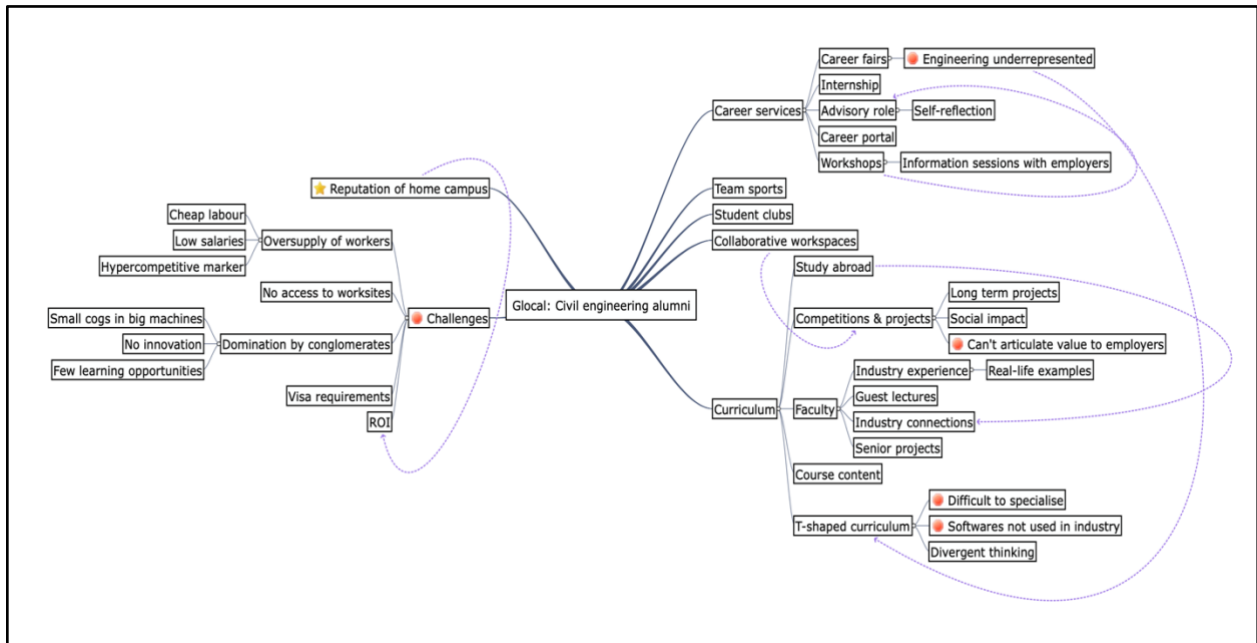 Career fairs
Engineering underrepresented
Internship
Career services
Advisory role
Self-reflection
Career portal
Workshops
Information sessions with employers
Reputation of home campus
Team sports
Cheap labour
Student clubs
Low salaries
Oversupply of workers
Collaborative workspaces
Hypercompetitive marker
Study abroad
No access to worksites
Glocal: Civil engineering alumni
Long term projects
Small cogs in big machines
Challenges
Competitions & projects
Social impact
No innovation
Domination by conglomerates
Can't articulate value to employers
Few learning opportunities
Industry experience
Real-life examples
Visa requirements
Guest lectures
Curriculum
Faculty
ROI
Industry connections
Senior projects
Course content
Difficult to specialise
T-shaped curriculum
Softwares not used in industry
Divergent thinking